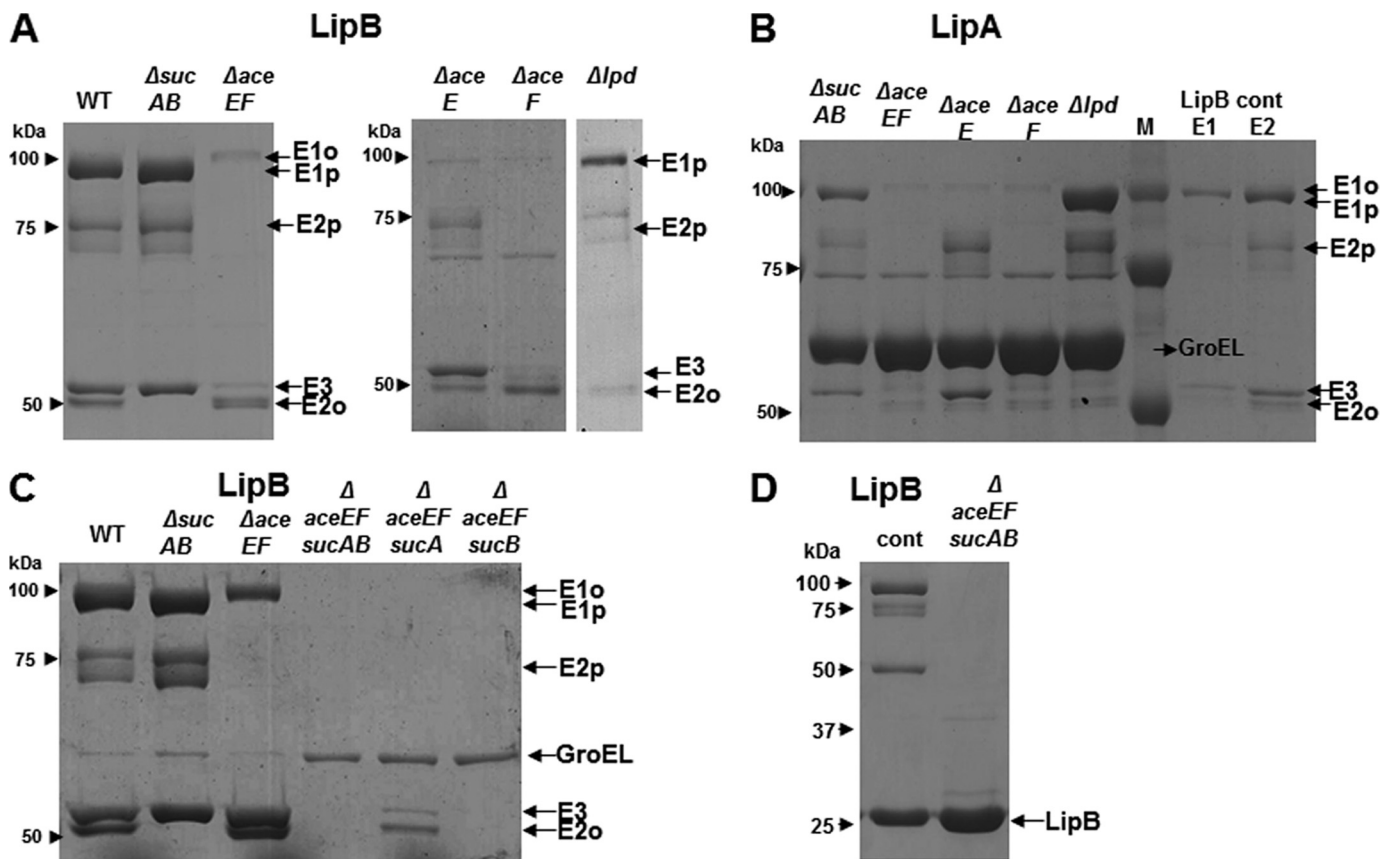 A
LipB
WT
Δsuc
AB
Δace
EF
Δace
E
Δace
F
Δlpd
kDa
100
75
50
E1o
E1p
E2p
E3
E2o
kDa
100
75
50
E1p
E2p
E3
E2o
B
LipA
Δsuc
AB
Δace
EF
Δace
E
Δace
F
Δlpd
M
LipB cont
E1 E2
kDa
100
75
50
E1o
E1p
E2p
GroEL
E3
E2o
C
LipB
WT
Δsuc
AB
Δace
EF
Δ
aceEF
sucAB
Δ
aceEF
sucA
Δ
aceEF
sucB
kDa
100
75
50
E1o
E1p
E2p
GroEL
E3
E2o
D
LipB
cont
Δ
aceEF
sucAB
kDa
100
75
50
37
25
LipB